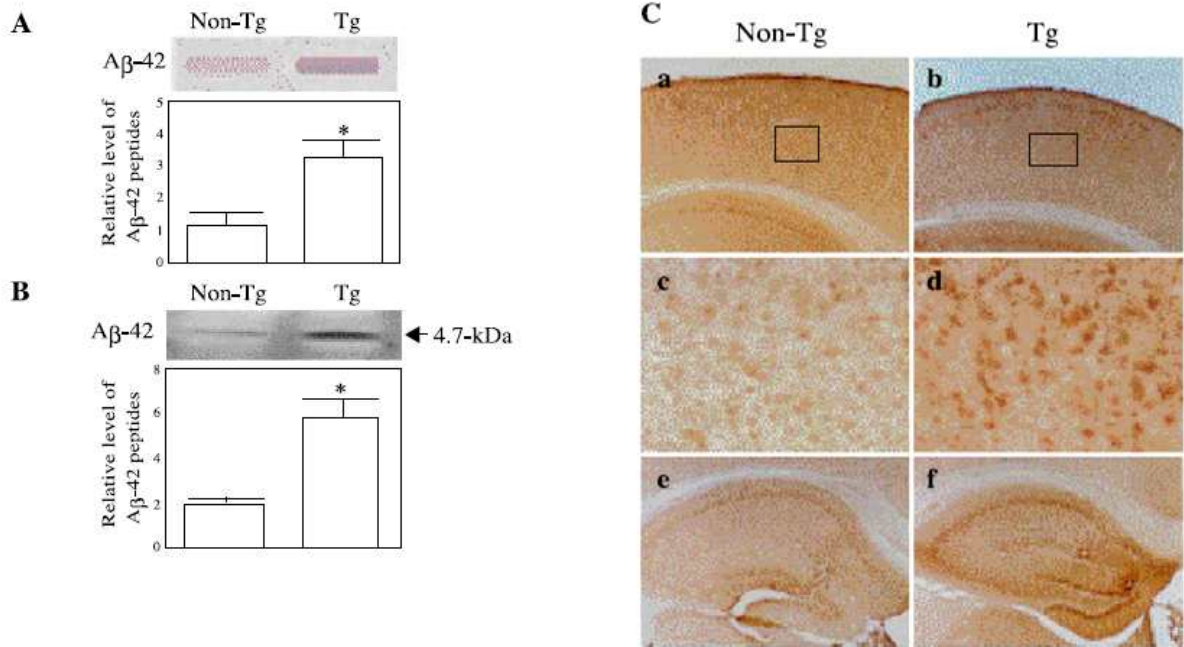 A
Non-Tg Tg
Aβ-42
Relative level of
Aβ-42 peptides
5
4
3
2
1
0
*
B
Non-Tg Tg
Aβ-42
4.7-kDa
Relative level of
Aβ-42 peptides
8
6
4
2
0
*
C
Non-Tg Tg
a b
c d
e f